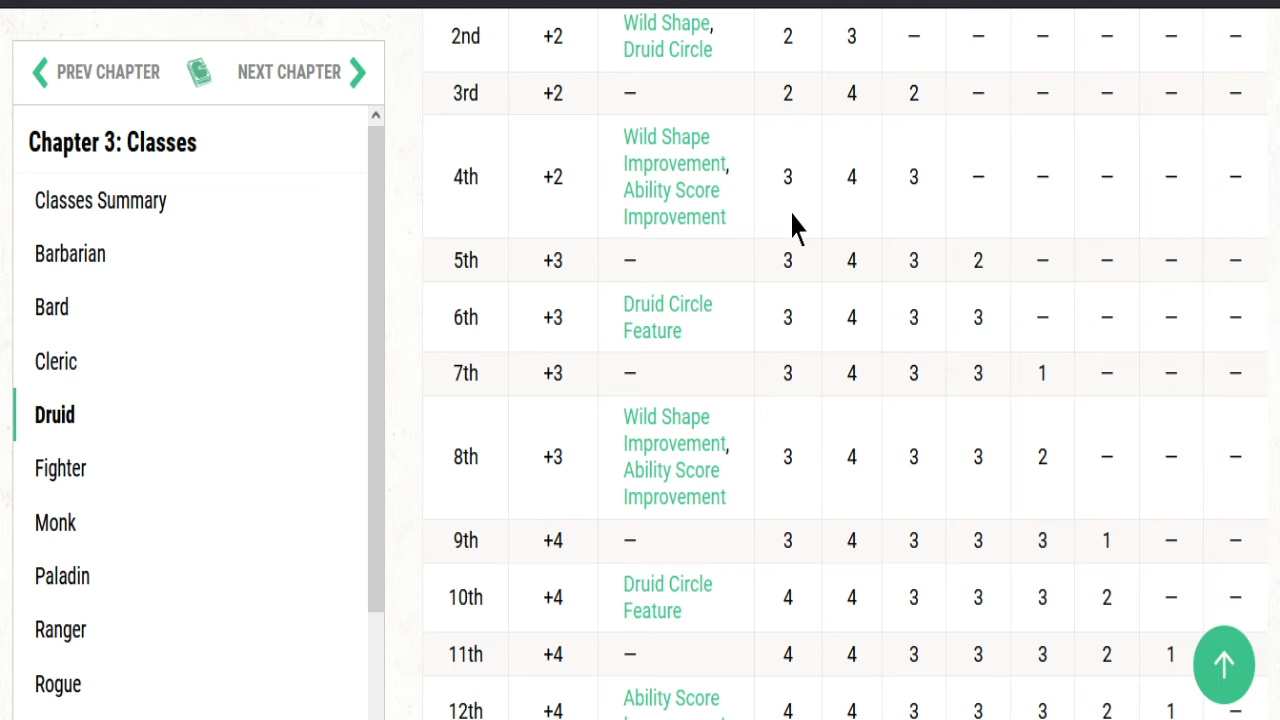 PREV CHAPTER NEXT CHAPTER
Chapter 3: Classes
Classes Summary
Barbarian
Bard
Cleric
Druid
Fighter
Monk
Paladin
Ranger
Rogue
2nd +2 Wild Shape, Druid Circle 2 3 – – – – – –
3rd +2 – 2 4 2 – – – – –
4th +2 Wild Shape Improvement, Ability Score Improvement 3 4 3 – – – – –
5th +3 – 3 4 3 2 – – – –
6th +3 Druid Circle Feature 3 4 3 3 – – – –
7th +3 – 3 4 3 3 1 – – –
8th +3 Wild Shape Improvement, Ability Score Improvement 3 4 3 3 2 – – –
9th +4 – 3 4 3 3 3 1 – –
10th +4 Druid Circle Feature 4 4 3 3 3 2 – –
11th +4 – 4 4 3 3 3 2 1
12th +4 Ability Score 4 4 3 3 3 2 1 –